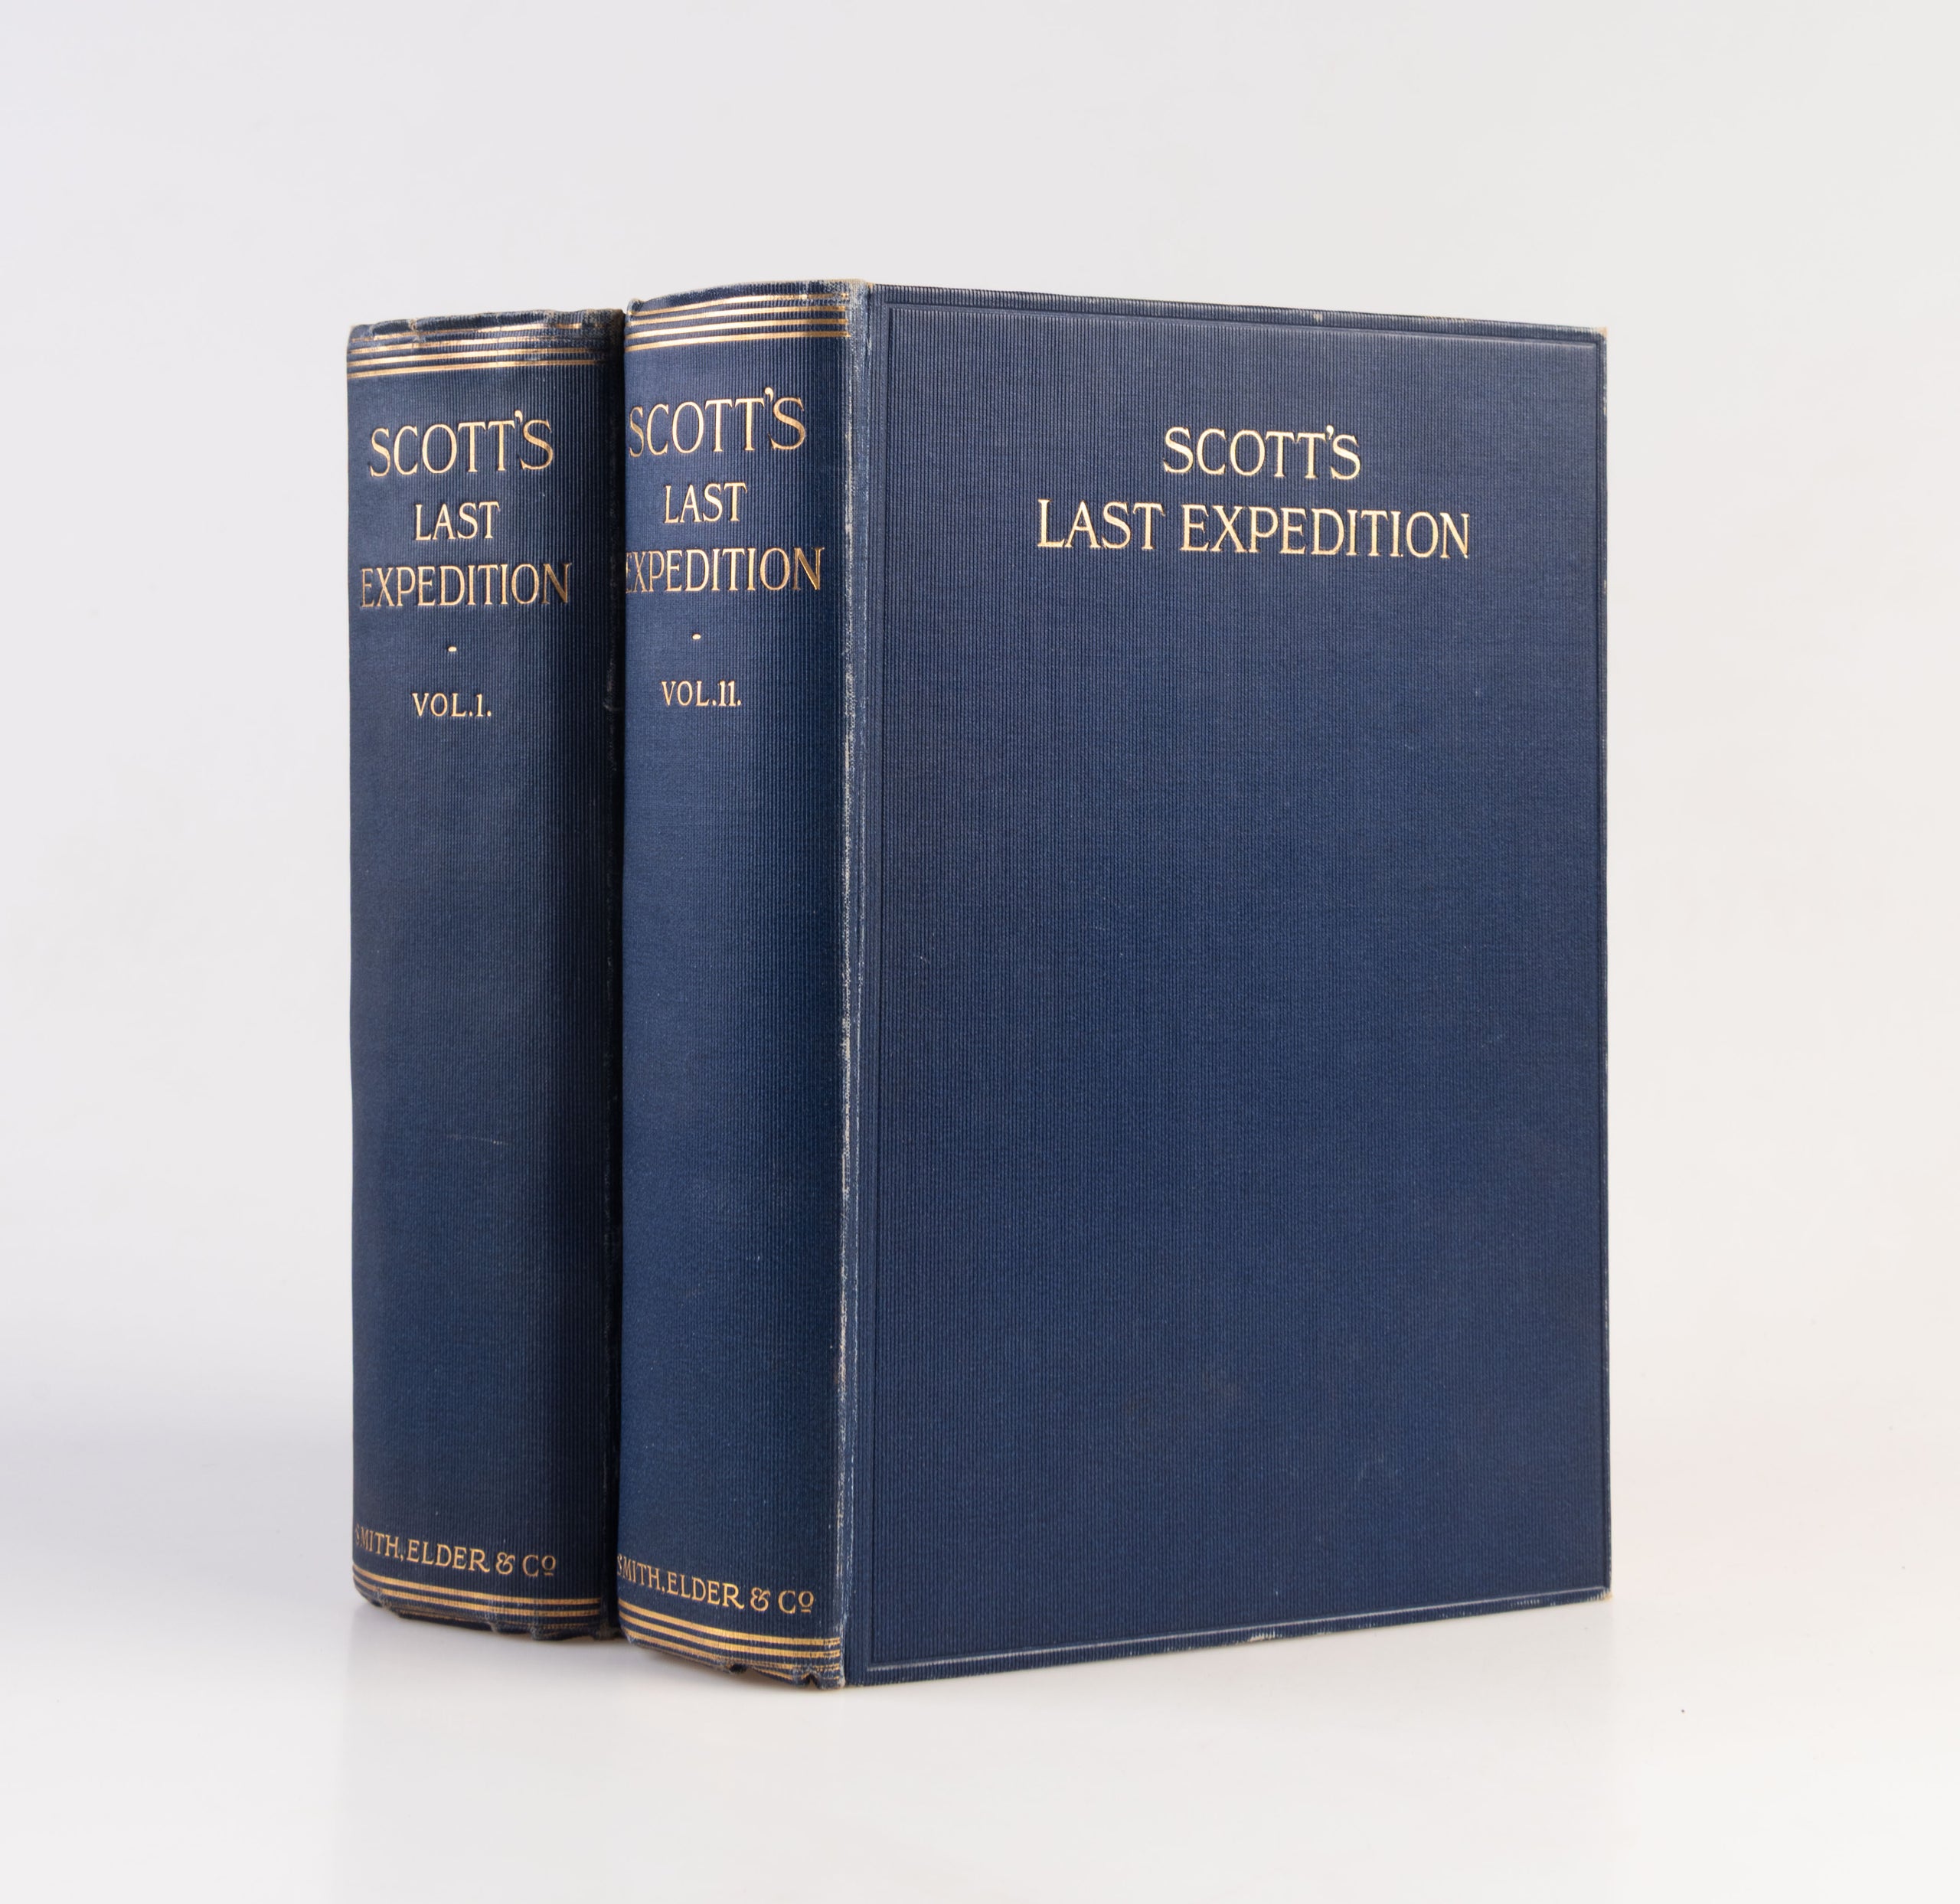 SCOTT'S
LAST
EXPEDITION
VOL.I.
SMITH, ELDER & Cº
SCOTT'S
LAST
EXPEDITION
VOL.II.
SMITH, ELDER & Cº
SCOTT'S
LAST EXPEDITION